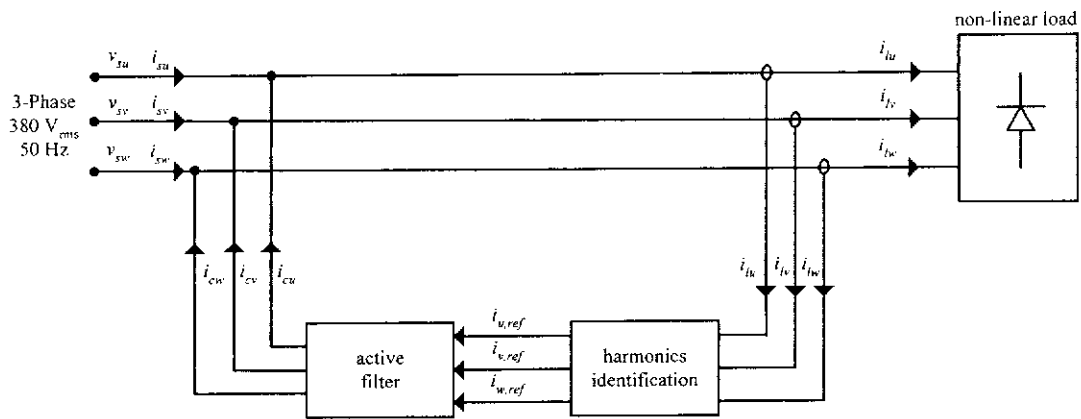 non-linear load
v_su i_su
i_lu
3-Phase
380 V_rms
50 Hz
v_sv i_sv
i_lv
v_sw i_sw
i_lw
i_cw i_cv i_cu
i_lu i_lv i_lw
i_u,ref
i_v,ref
i_w,ref
active
filter
harmonics
identification